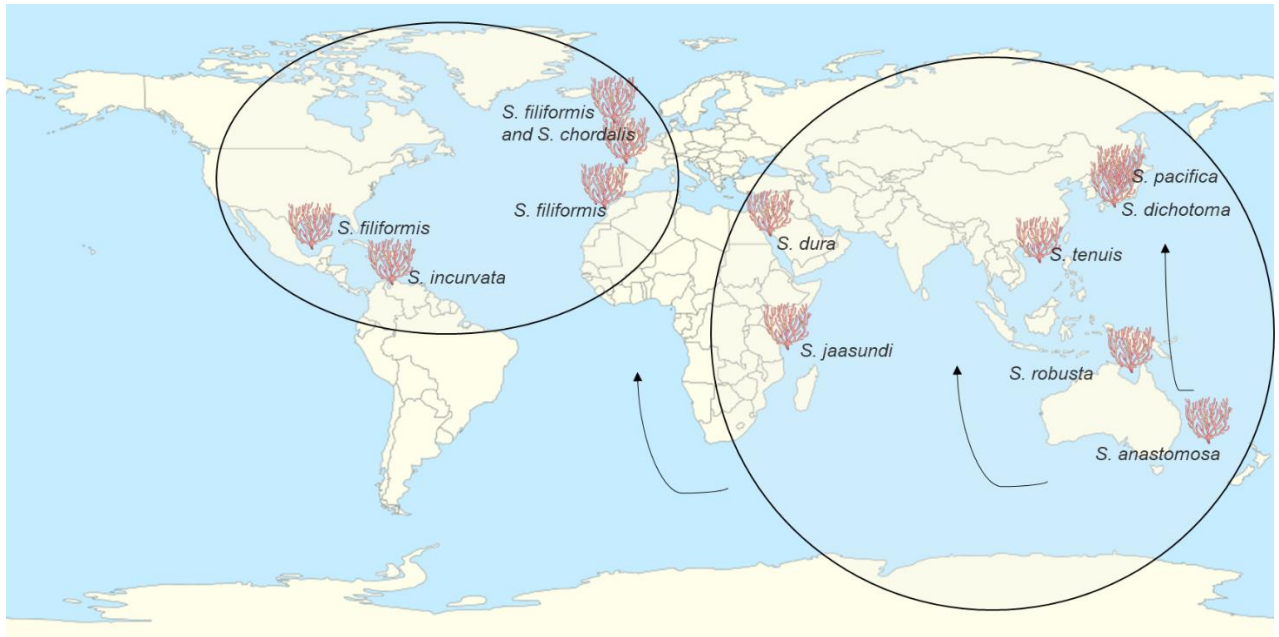 S. filiformis
and S. chordalis
S. filiformis
S. filiformis
S. incurvata
S. dura
S. jaasundi
S. pacifica
S. dichotoma
S. tenuis
S. robusta
S. anastomosa